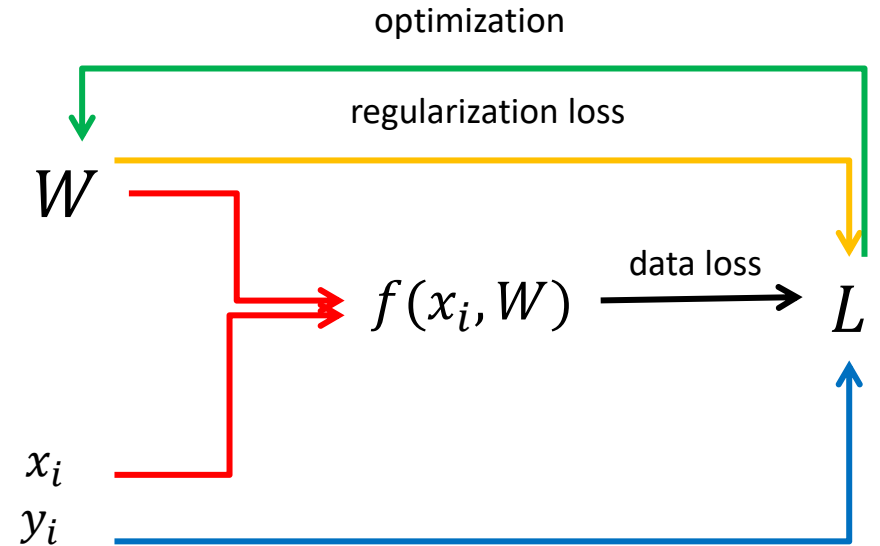 optimization
regularization loss
W
data loss
f(x_i, W)
L
x_i
y_i